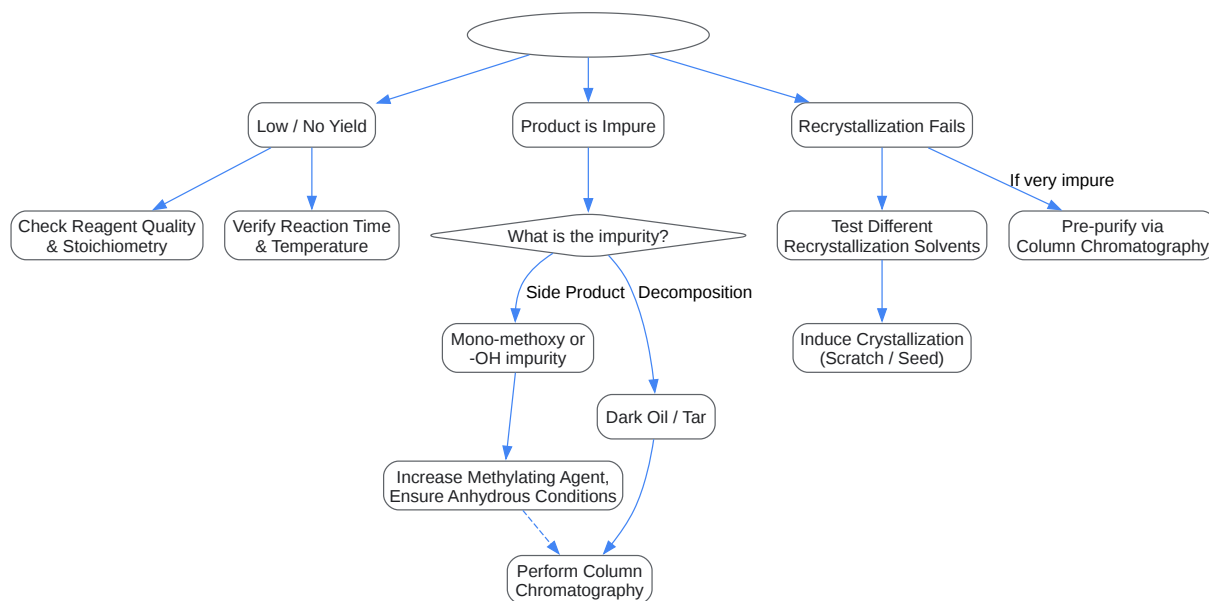 Low / No Yield
Product is Impure
Recrystallization Fails
If very impure
Check Reagent Quality
& Stoichiometry
Verify Reaction Time
& Temperature
What is the impurity?
Test Different
Recrystallization Solvents
Pre-purify via
Column Chromatography
Side Product
Decomposition
Mono-methoxy or
-OH impurity
Induce Crystallization
(Scratch / Seed)
Dark Oil / Tar
Increase Methylating Agent,
Ensure Anhydrous Conditions
Perform Column
Chromatography